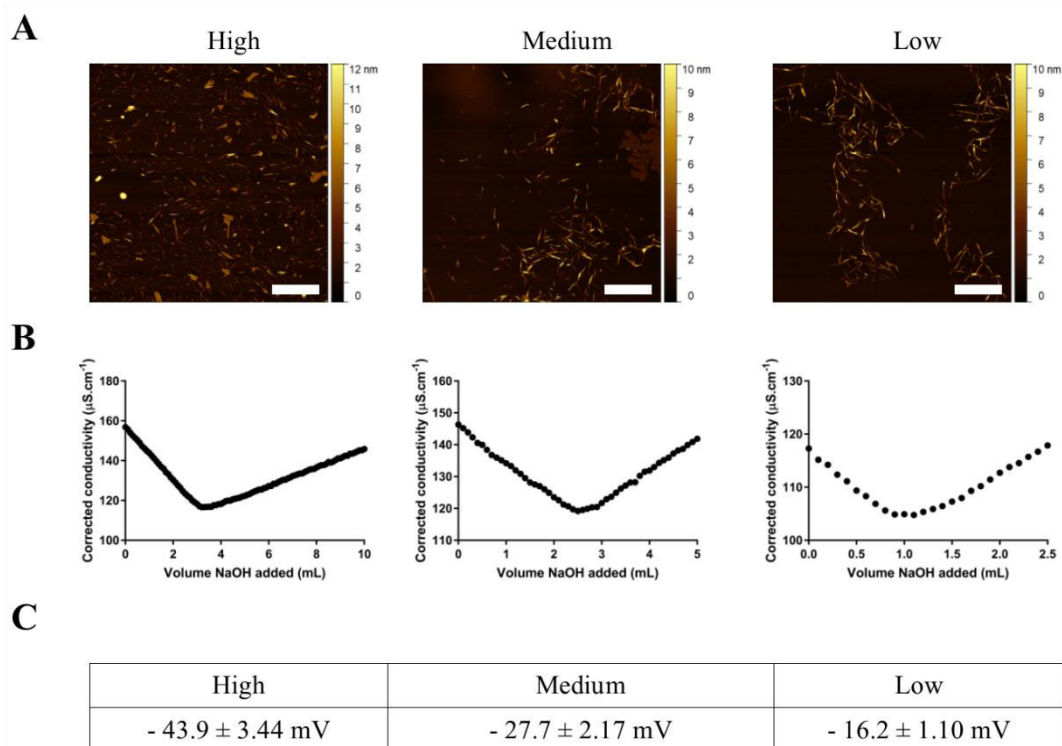 A
High
Medium
Low
12 nm
11
10
9
8
7
6
5
4
3
2
1
0
10 nm
9
8
7
6
5
4
3
2
1
0
10 nm
9
8
7
6
5
4
3
2
1
0
B
Corrected conductivity (µS.cm⁻¹)
180
160
140
120
100
0 2 4 6 8 10
Volume NaOH added (mL)
Corrected conductivity (µS.cm⁻¹)
160
150
140
130
120
110
0 1 2 3 4 5
Volume NaOH added (mL)
Corrected conductivity (µS.cm⁻¹)
130
120
110
100
0.0 0.5 1.0 1.5 2.0 2.5
Volume NaOH added (mL)
C
High Medium Low
- 43.9 ± 3.44 mV - 27.7 ± 2.17 mV - 16.2 ± 1.10 mV